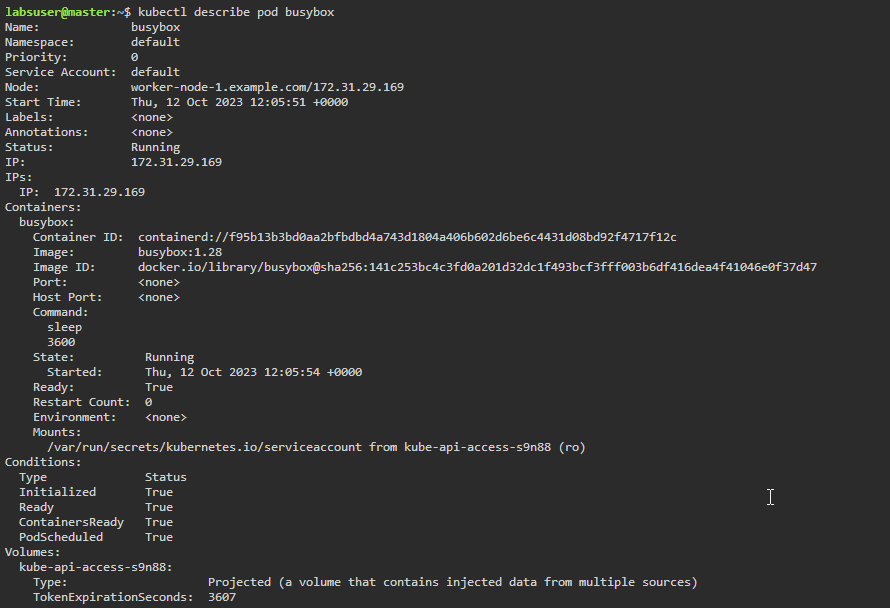 labsuser@master:~$ kubectl describe pod busybox
Name:             busybox
Namespace:        default
Priority:         0
Service Account:  default
Node:             worker-node-1.example.com/172.31.29.169
Start Time:       Thu, 12 Oct 2023 12:05:51 +0000
Labels:           <none>
Annotations:      <none>
Status:           Running
IP:               172.31.29.169
IPs:
  IP:  172.31.29.169
Containers:
  busybox:
    Container ID:  containerd://f95b13b3bd0aa2bfbdbd4a743d1804a406b602d6be6c4431d08bd92f4717f12c
    Image:         busybox:1.28
    Image ID:      docker.io/library/busybox@sha256:141c253bc4c3fd0a201d32dc1f493bcf3fff003b6df416dea4f41046e0f37d47
    Port:          <none>
    Host Port:     <none>
    Command:
      sleep
      3600
    State:          Running
      Started:      Thu, 12 Oct 2023 12:05:54 +0000
    Ready:          True
    Restart Count:  0
    Environment:    <none>
    Mounts:
      /var/run/secrets/kubernetes.io/serviceaccount from kube-api-access-s9n88 (ro)
Conditions:
  Type              Status
  Initialized       True
  Ready             True
  ContainersReady   True
  PodScheduled      True
Volumes:
  kube-api-access-s9n88:
    Type:                    Projected (a volume that contains injected data from multiple sources)
    TokenExpirationSeconds:  3607